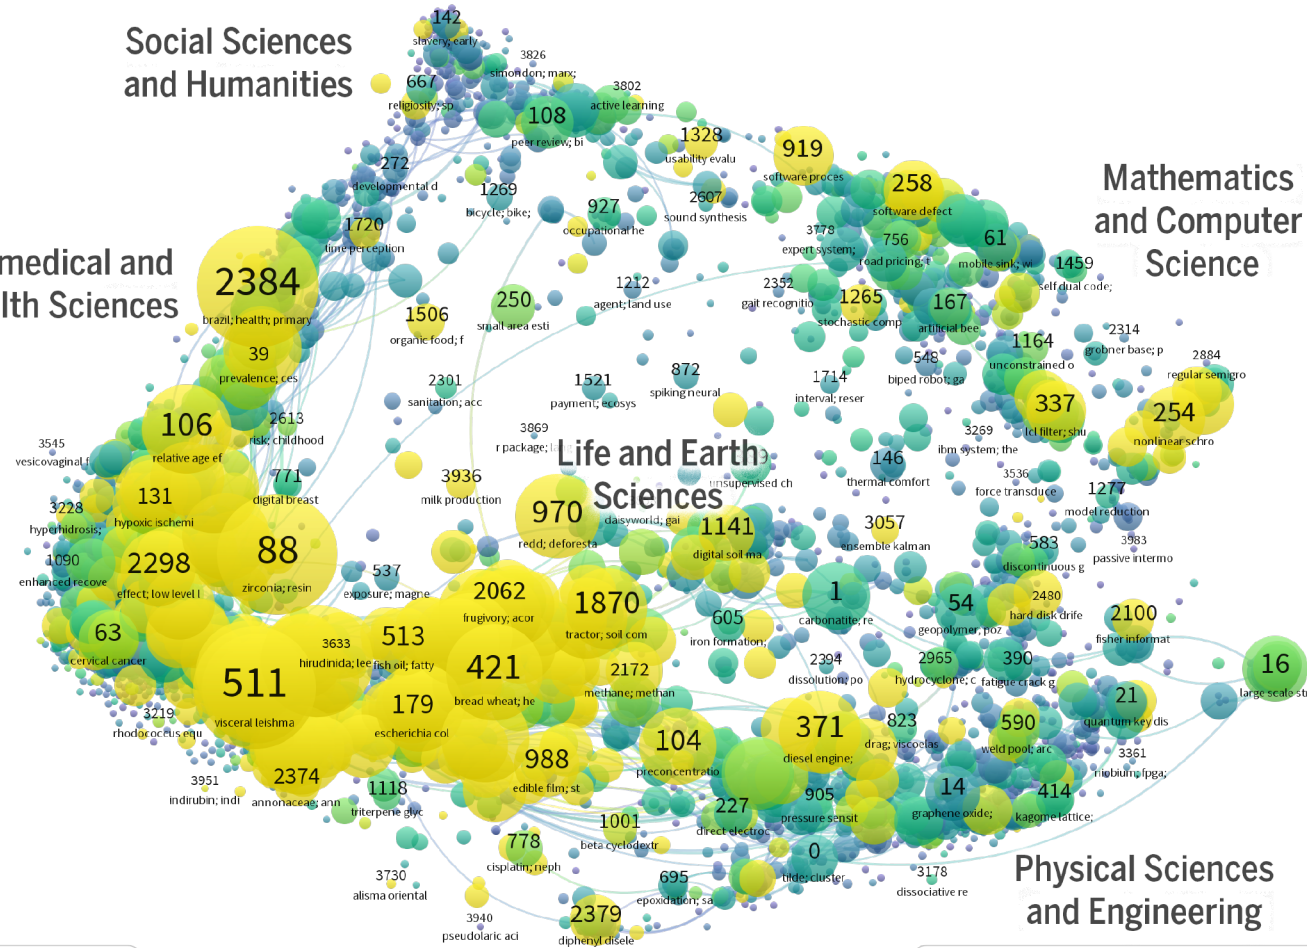 142
slavery; early
Social Sciences
and Humanities
3826
simondon; marx;
667
religiosity; sp
3802
active learning
108
peer review; bi
1328
usability evalu
919
software proces
272
developmental d
258
software defect
Mathematics
and Computer
Science
1269
bicycle; bike;
2607
sound synthesis
927
occupational he
1720
time perception
3778
expert system;
756
road pricing; t
61
mobile sink; wi
1459
self dual code;
medical and
lth Sciences
2384
brazil; health; primary
1212
agent; land use
2352
gait recognitio
250
small area esti
1506
organic food; f
1265
stochastic comp
167
artificial bee
2314
grobner base; p
1164
unconstrained o
39
prevalence; ces
548
biped robot; ga
2884
regular semigro
872
spiking neural
2301
sanitation; acc
1521
payment; ecosys
1714
interval; reser
337
lcl filter; shu
254
nonlinear schro
106
relative age ef
2613
risk; childhood
3869
r package;
3269
ibm system; the
3545
vesicovaginal f
Life and Earth
Sciences
9
unsupervised ch
146
thermal comfort
771
digital breast
3936
milk production
3536
force transduce
1277
model reduction
131
hypoxic ischemi
3228
hyperhidrosis;
970
redd; deforesta
daisyworld; gai
1141
digital soil ma
3057
ensemble kalman
583
discontinuous g
3983
passive intermo
88
zirconia; resin
1090
enhanced recove
2298
effect; low level l
537
exposure; magne
2062
frugivory; acor
1870
tractor; soil com
1
carbonatite; re
54
geopolymer; poz
2480
hard disk drife
2100
fisher informat
605
iron formation;
63
cervical cancer
3633
hirudinida; lee
513
fish oil; fatty
421
bread wheat; he
2172
methane; methan
2394
dissolution; po
2965
hydrocyclone; c
390
fatigue crack g
16
large scale str
511
visceral leishma
179
escherichia col
21
quantum key dis
3219
rhodococcus equ
371
diesel engine;
823
drag; viscoelas
590
weld pool; arc
104
preconcentratio
3361
niobium; fpga;
988
edible film; st
3951
indirubin; indi
2374
annonaceae; ann
1118
triterpene glyc
227
direct electroc
905
pressure sensit
14
graphene oxide;
414
kagome lattice;
1001
beta cyclodextr
778
cisplatin; neph
0
tilde; cluster
3730
alisma oriental
695
epoxidation; sa
3178
dissociative re
Physical Sciences
and Engineering
3940
pseudolaric aci
2379
diphenyl disele